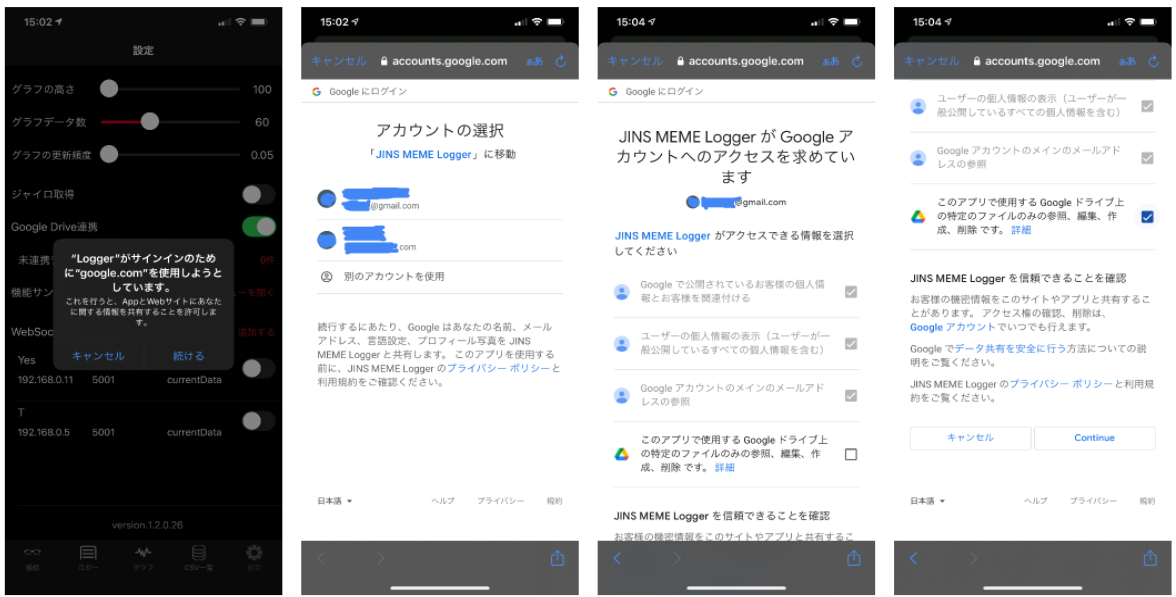 15:02
設定
グラフの高さ 100
グラフデータ数 60
グラフの更新頻度 0.05
ジャイロ取得
Google Drive連携
未連携
0件
機能サン
ーを開く
WebSoc
追加する
"Logger"がサインインのため
に"google.com"を使用しようと
しています。
これを行うと、AppとWebサイトにあなた
に関する情報を共有することを許可しま
す。
キャンセル 続ける
Yes
192.168.0.11 5001 currentData
T
192.168.0.5 5001 currentData
version.1.2.0.26
接続 ロガー グラフ CSV一覧 設定
15:02
キャンセル accounts.google.com ぁあ
G Google にログイン
アカウントの選択
「JINS MEME Logger」に移動
@gmail.com
.com
別のアカウントを使用
続行するにあたり、Google はあなたの名前、メール
アドレス、言語設定、プロフィール写真を JINS
MEME Logger と共有します。 このアプリを使用する
前に、JINS MEME Logger のプライバシー ポリシーと
利用規約をご確認ください。
日本語 ヘルプ プライバシー 規約
15:04
キャンセル accounts.google.com ぁあ
G Google にログイン
JINS MEME Logger が Google ア
カウントへのアクセスを求めてい
ます
@gmail.com
JINS MEME Logger がアクセスできる情報を選択
してください
Google で公開されているお客様の個人情
報とお客様を関連付ける
ユーザーの個人情報の表示（ユーザーが一
般公開しているすべての個人情報を含む）
Google アカウントのメインのメールアド
レスの参照
このアプリで使用する Google ドライブ上
の特定のファイルのみの参照、編集、作
成、削除 です。 詳細
JINS MEME Logger を信頼できることを確認
お客様の機密情報をこのサイトやアプリと共有するこ
15:04
キャンセル accounts.google.com ぁあ
ユーザーの個人情報の表示（ユーザーが一
般公開しているすべての個人情報を含む）
Google アカウントのメインのメールアド
レスの参照
このアプリで使用する Google ドライブ上
の特定のファイルのみの参照、編集、作
成、削除 です。 詳細
JINS MEME Logger を信頼できることを確認
お客様の機密情報をこのサイトやアプリと共有するこ
とがあります。 アクセス権の確認、削除は、
Google アカウントでいつでも行えます。
Google でデータ共有を安全に行う方法についての説
明をご覧ください。
JINS MEME Logger のプライバシー ポリシーと利用規
約をご覧ください。
キャンセル Continue
日本語 ヘルプ プライバシー 規約